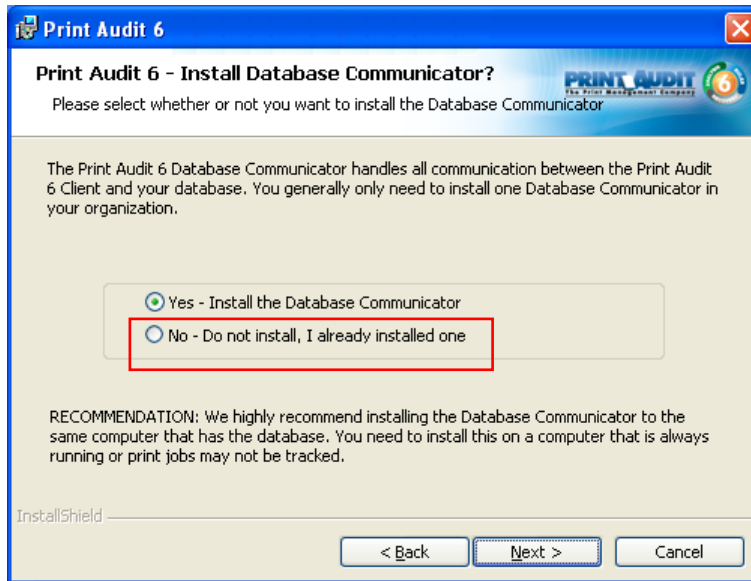 Print Audit 6
Print Audit 6 - Install Database Communicator?
Please select whether or not you want to install the Database Communicator
PRINT AUDIT
The Print Management Company
6
The Print Audit 6 Database Communicator handles all communication between the Print Audit
6 Client and your database. You generally only need to install one Database Communicator in
your organization.
Yes - Install the Database Communicator
No - Do not install, I already installed one
RECOMMENDATION: We highly recommend installing the Database Communicator to the
same computer that has the database. You need to install this on a computer that is always
running or print jobs may not be tracked.
InstallShield
< Back
Next >
Cancel